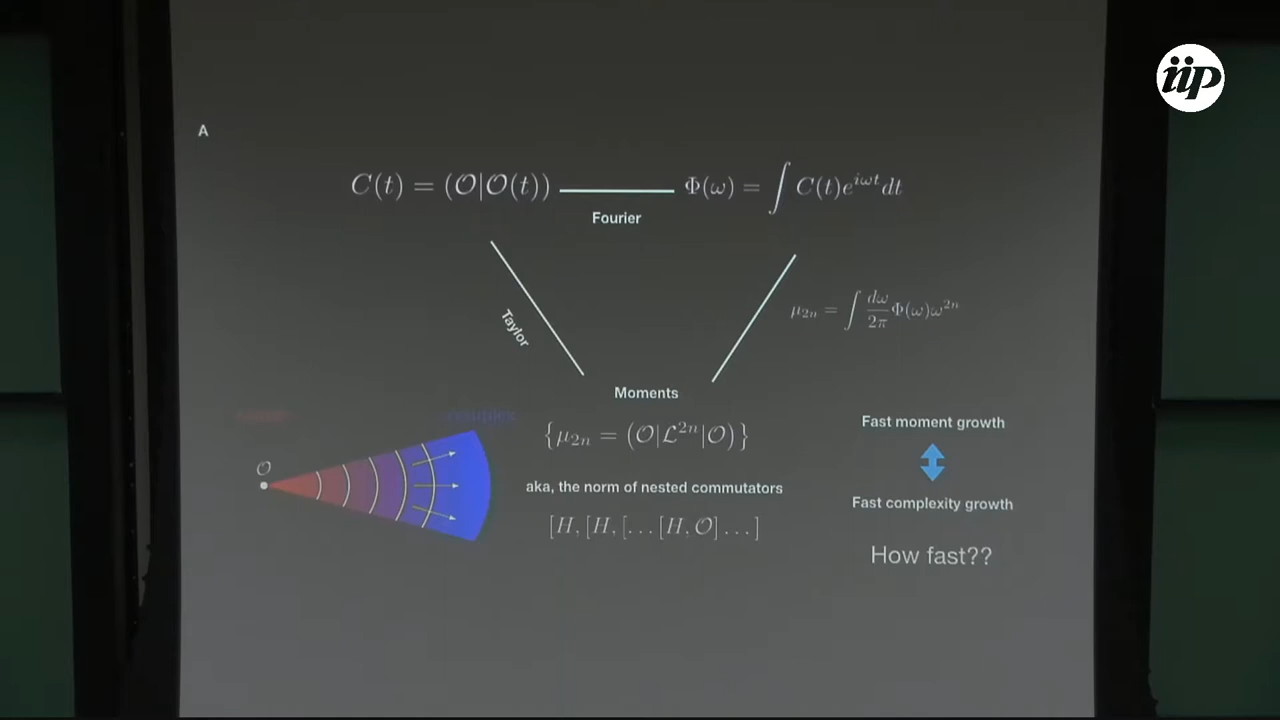 iip
A
C(t) = (𝒪|𝒪(t))
Φ(ω) = ∫ C(t)e^{iωt}dt
Fourier
Taylor
μ_{2n} = ∫ dω/2π Φ(ω)ω^{2n}
Moments
{μ_{2n} = (𝒪|ℒ^{2n}|𝒪)}
Fast moment growth
𝒪
aka, the norm of nested commutators
Fast complexity growth
[H, [H, [...[H, 𝒪]...]
How fast??